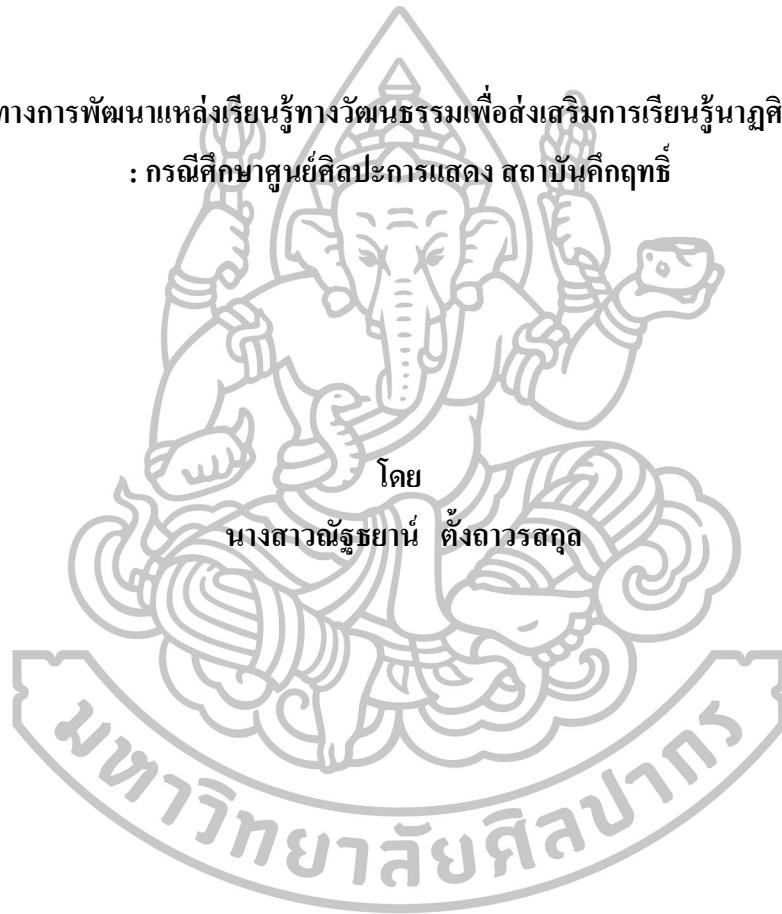 ทางการพัฒนาแหล่งเรียนรู้ทางวัฒนธรรมเพื่อส่งเสริมการเรียนรู้นาฏศิ
: กรณีศึกษาศูนย์ศิลปะการแสดง สถาบันคึกฤทธิ์
โดย
นางสาวณัฐธยาน์ ตั้งถาวรสกุล
มหาวิทยาลัยศิลปากร